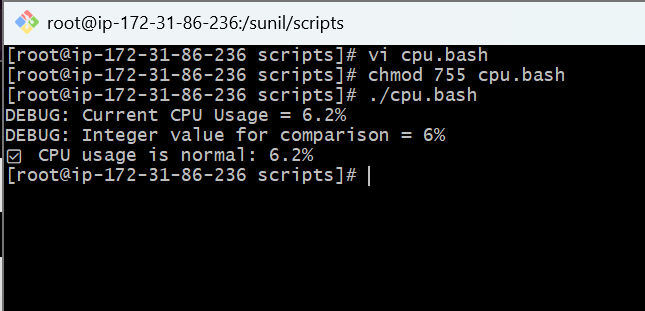 root@ip-172-31-86-236:/sunil/scripts
[root@ip-172-31-86-236 scripts]# vi cpu.bash
[root@ip-172-31-86-236 scripts]# chmod 755 cpu.bash
[root@ip-172-31-86-236 scripts]# ./cpu.bash
DEBUG: Current CPU Usage = 6.2%
DEBUG: Integer value for comparison = 6%
☑ CPU usage is normal: 6.2%
[root@ip-172-31-86-236 scripts]#